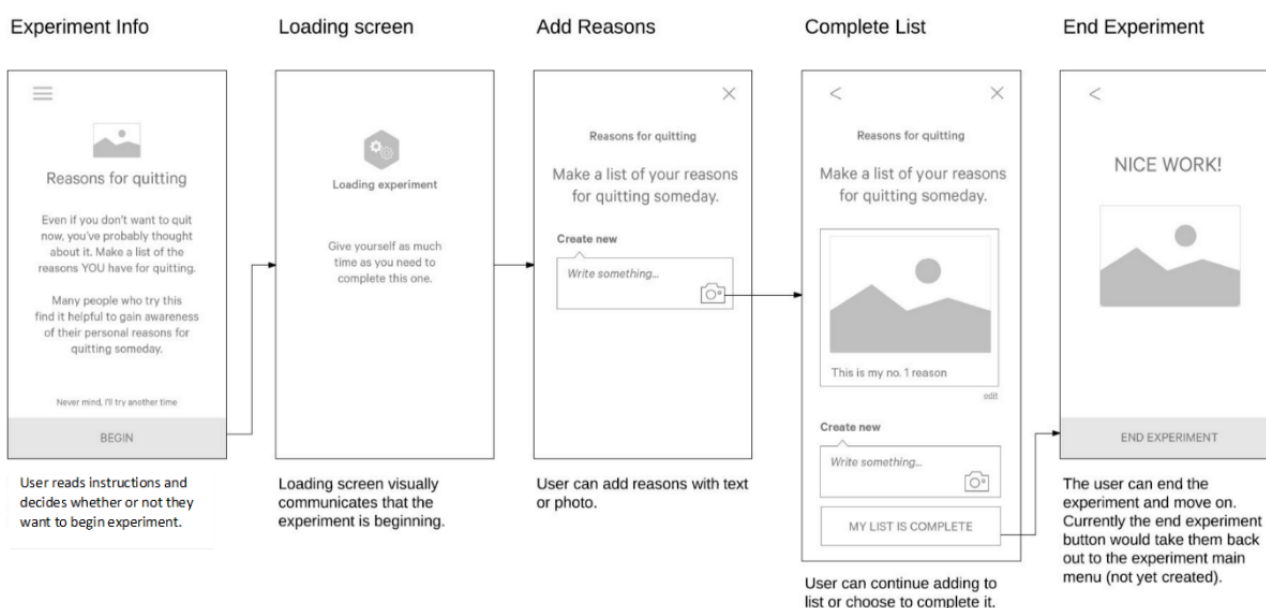 Experiment Info
Loading screen
Add Reasons
Complete List
End Experiment
Reasons for quitting
Even if you don't want to quit
now, you've probably thought
about it. Make a list of the
reasons YOU have for quitting.
Many people who try this
find it helpful to gain awareness
of their personal reasons for
quitting someday.
Never mind, I'll try another time
BEGIN
User reads instructions and
decides whether or not they
want to begin experiment.
Loading experiment
Give yourself as much
time as you need to
complete this one.
Loading screen visually
communicates that the
experiment is beginning.
Reasons for quitting
Make a list of your reasons
for quitting someday.
Create new
Write something...
User can add reasons with text
or photo.
Reasons for quitting
Make a list of your reasons
for quitting someday.
This is my no. 1 reason
edit
Create new
Write something...
MY LIST IS COMPLETE
User can continue adding to
list or choose to complete it.
NICE WORK!
END EXPERIMENT
The user can end the
experiment and move on.
Currently the end experiment
button would take them back
out to the experiment main
menu (not yet created).